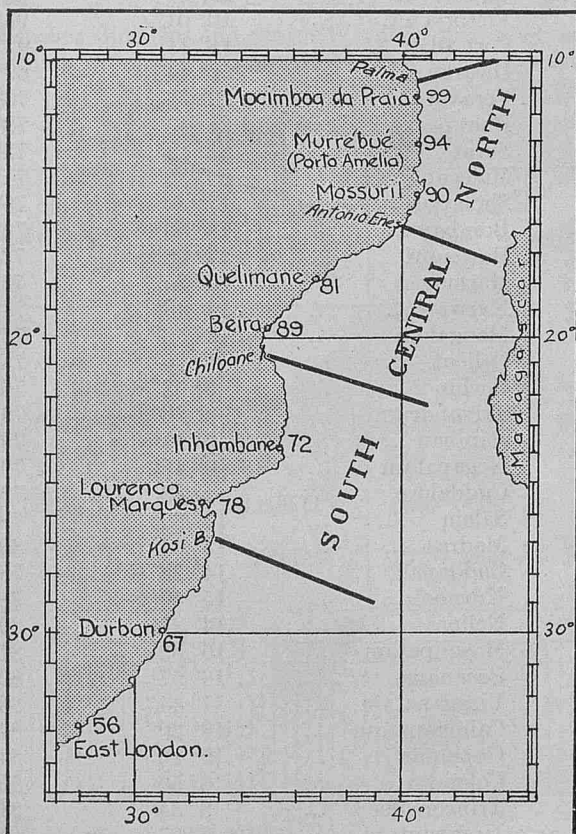 30° 40°
10° 10°
Palma
Mocimboa da Praia 99
NORTH
Murrébué 94
(Porto Amelia)
Mossuril 90
Antonio Enes
Quelimane
81
CENTRAL
Madagascar
Beira 89
20° 20°
Chiloane I.
Inhambane 72
SOUTH
Lourenco
Marques 78
Kosi B.
Durban
30° 67 30°
56
East London.
30° 40°